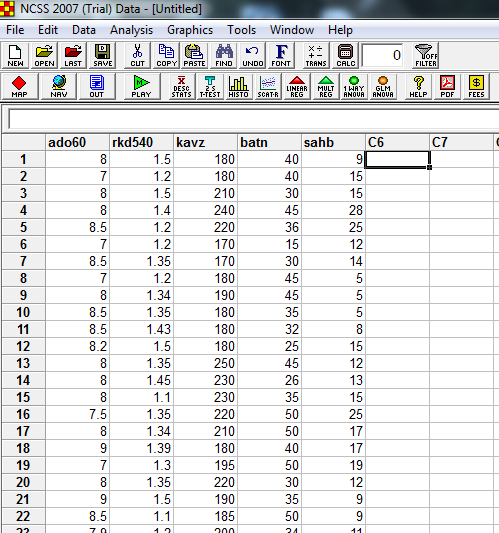 NCSS 2007 (Trial) Data - [Untitled]
File Edit Data Analysis Graphics Tools Window Help
NEW OPEN LAST SAVE CUT COPY PASTE FIND UNDO FONT TRANS CALC 0 OFF FILTER
MAP NAV OUT PLAY DESC STATS T-TEST HISTO SCAT-R LINEAR REG MULT REG 1 WAY ANOVA GLM ANOVA HELP PDF FEES
ado60 rkd540 kavz batn sahb C6 C7
1 8 1.5 180 40 9
2 7 1.2 180 40 15
3 8 1.5 210 30 15
4 8 1.4 240 45 28
5 8.5 1.2 220 36 25
6 7 1.2 170 15 12
7 8.5 1.35 170 30 14
8 7 1.2 180 45 5
9 8 1.34 190 45 5
10 8.5 1.35 180 35 5
11 8.5 1.43 180 32 8
12 8.2 1.5 180 25 15
13 8 1.35 250 45 12
14 8 1.45 230 26 13
15 8 1.1 230 35 15
16 7.5 1.35 220 50 25
17 8 1.34 210 50 17
18 9 1.39 180 40 17
19 7 1.3 195 50 19
20 8 1.35 220 30 12
21 9 1.5 190 35 9
22 8.5 1.1 185 50 9
23 7.9 1.2 200 34 11